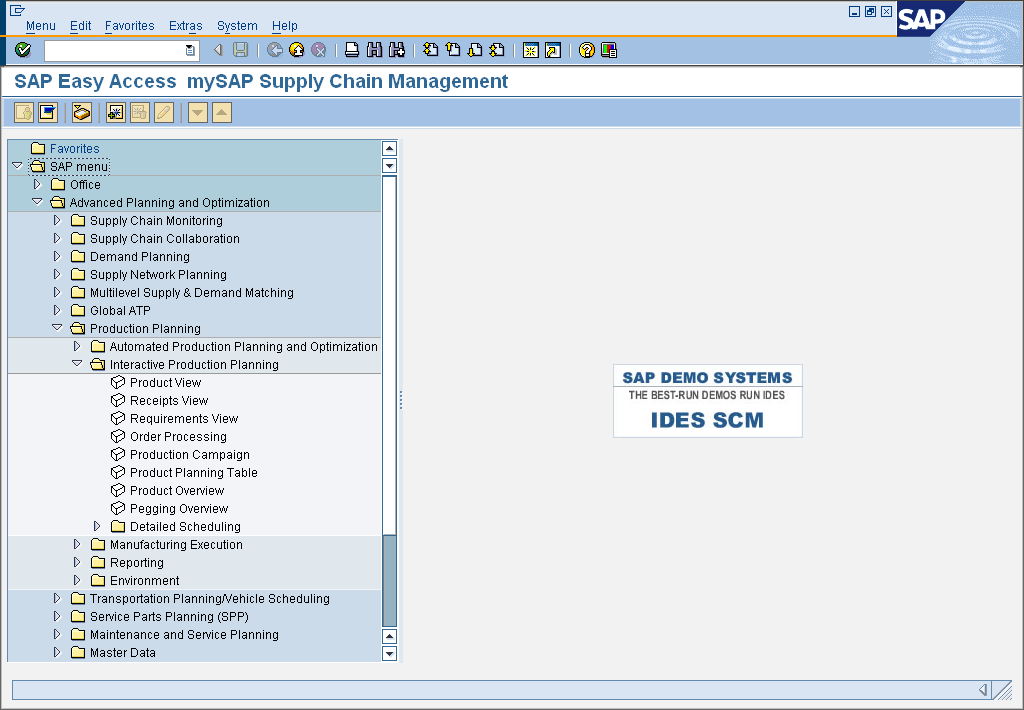 Menu Edit Favorites Extras System Help
SAP
SAP Easy Access mySAP Supply Chain Management
Favorites
SAP menu
Office
Advanced Planning and Optimization
Supply Chain Monitoring
Supply Chain Collaboration
Demand Planning
Supply Network Planning
Multilevel Supply & Demand Matching
Global ATP
Production Planning
Automated Production Planning and Optimization
Interactive Production Planning
Product View
Receipts View
Requirements View
Order Processing
Production Campaign
Product Planning Table
Product Overview
Pegging Overview
Detailed Scheduling
Manufacturing Execution
Reporting
Environment
Transportation Planning/Vehicle Scheduling
Service Parts Planning (SPP)
Maintenance and Service Planning
Master Data
SAP DEMO SYSTEMS
THE BEST-RUN DEMOS RUN IDES
IDES SCM